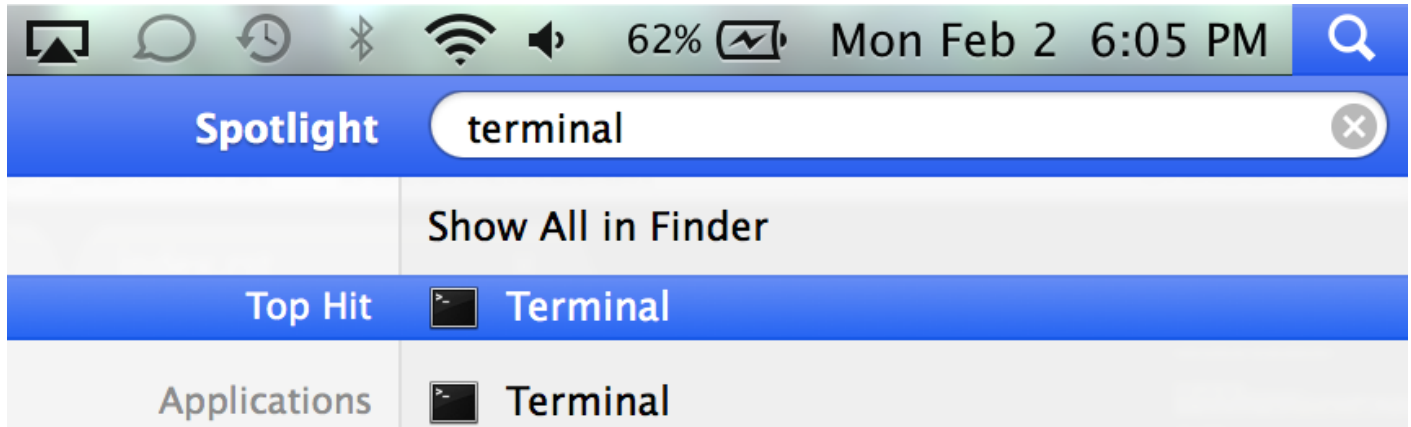 62% Mon Feb 2 6:05 PM
Spotlight terminal
Show All in Finder
Top Hit Terminal
Applications Terminal